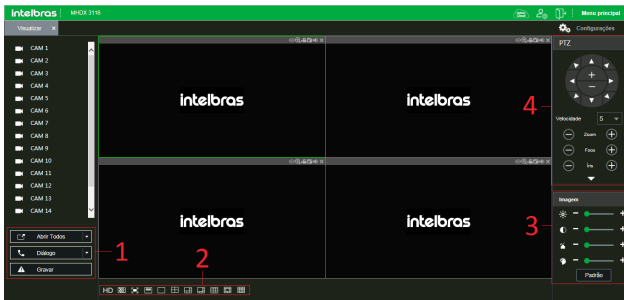 intelbras MHDX 3116 Menu principal
Visualizar × Configurações
CAM 1
CAM 2
CAM 3
CAM 4
CAM 5
CAM 6
CAM 7
CAM 8
CAM 9
CAM 10
CAM 11
CAM 12
CAM 13
CAM 14
Abrir Todos
Diálogo
Gravar
1
intelbras
intelbras
intelbras
intelbras
HD
2
PTZ
4
Velocidade 5
Zoom
Foco
Íris
Imagem
3
Padrão